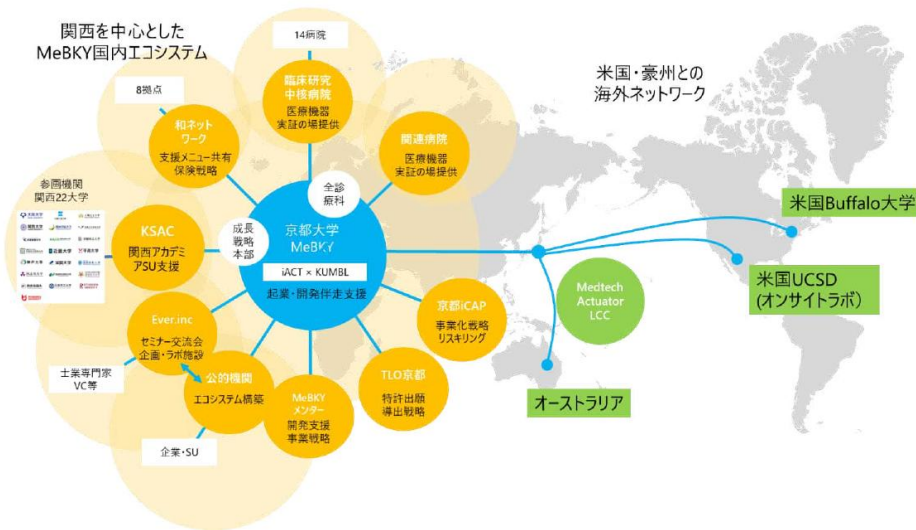 関西を中心とした
MeBKY国内エコシステム
14病院
臨床研究
中核病院
医療機器
実証の場提供
8拠点
和ネット
ワーク
支援メニュー共有
保険戦略
関連病院
医療機器
実証の場提供
米国・豪州との
海外ネットワーク
参画機関
関西22大学
KSAC
関西アカデミ
アSU支援
成長
戦略
本部
全診
療科
京都大学
MeBKY
iACT × KUMBL
起業・開発伴走支援
米国Buffalo大学
米国UCSD
(オンサイトラボ)
Medtech
Actuator
LCC
オーストラリア
京都iCAP
事業化戦略
リスキリング
Ever.inc
セミナー交流会
企画・ラボ施設
士業専門家
VC等
公的機関
エコシステム構築
企業・SU
MeBKY
メンター
開発支援
事業戦略
TLO京都
特許出願
導出戦略